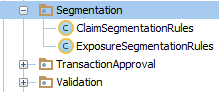 Segmentation
ClaimSegmentationRules
ExposureSegmentationRules
TransactionApproval
Validation